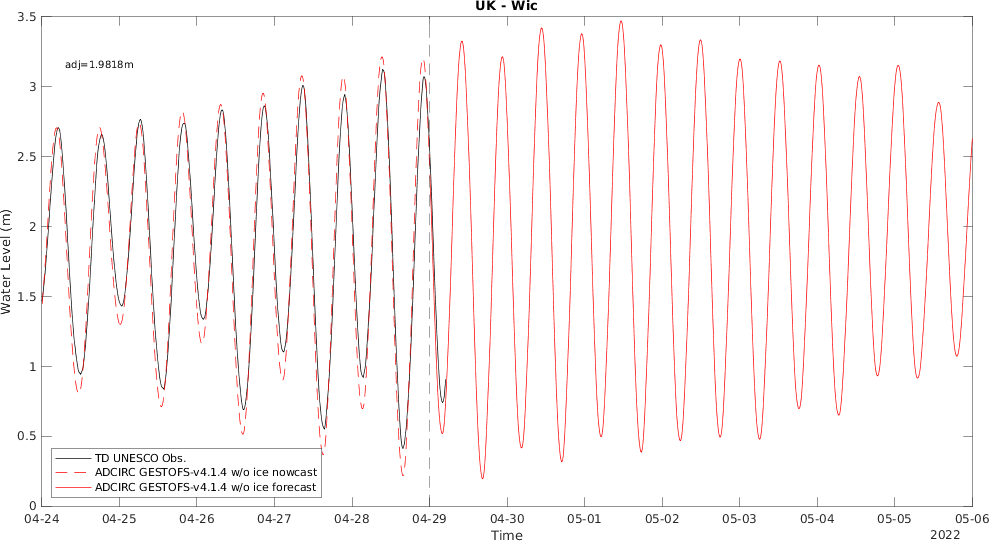 UK - Wic
3.5
adj=1.9818m
3
2.5
2
1.5
1
0.5
0
Water Level (m)
TD UNESCO Obs.
ADCIRC GESTOFS-v4.1.4 w/o ice nowcast
ADCIRC GESTOFS-v4.1.4 w/o ice forecast
04-24 04-25 04-26 04-27 04-28 04-29 04-30 05-01 05-02 05-03 05-04 05-05 05-06
Time
2022